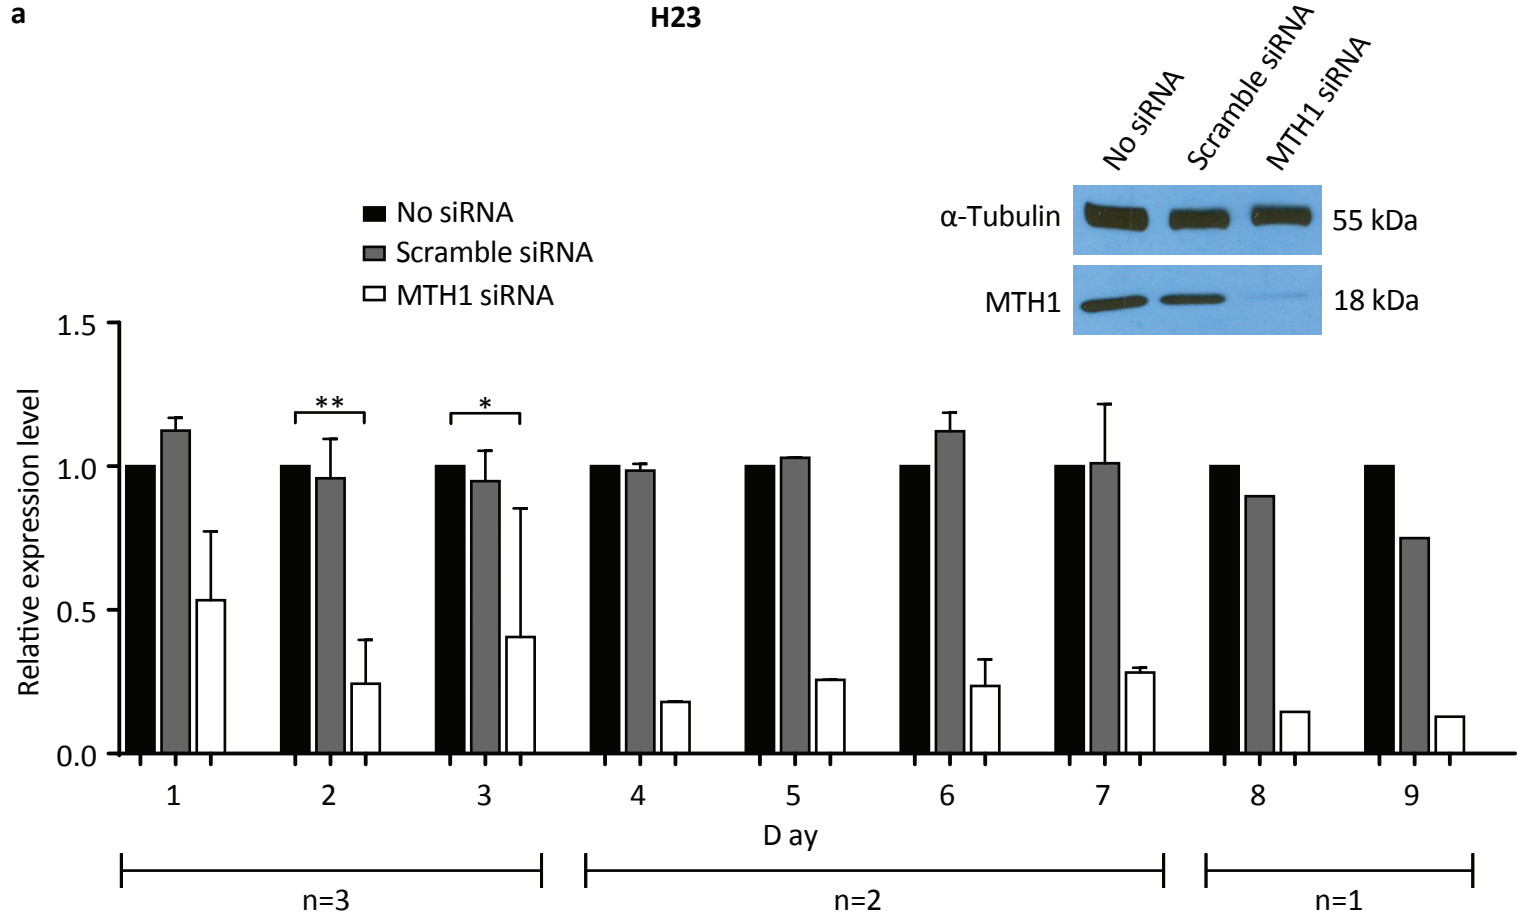 a
H23
No siRNA
Scramble siRNA
MTH1 siRNA
α-Tubulin
55 kDa
MTH1
18 kDa
No siRNA
Scramble siRNA
MTH1 siRNA
Relative expression level
1.5
1.0
0.5
0.0
** *
1 2 3 4 5 6 7 8 9
D ay
n=3 n=2 n=1